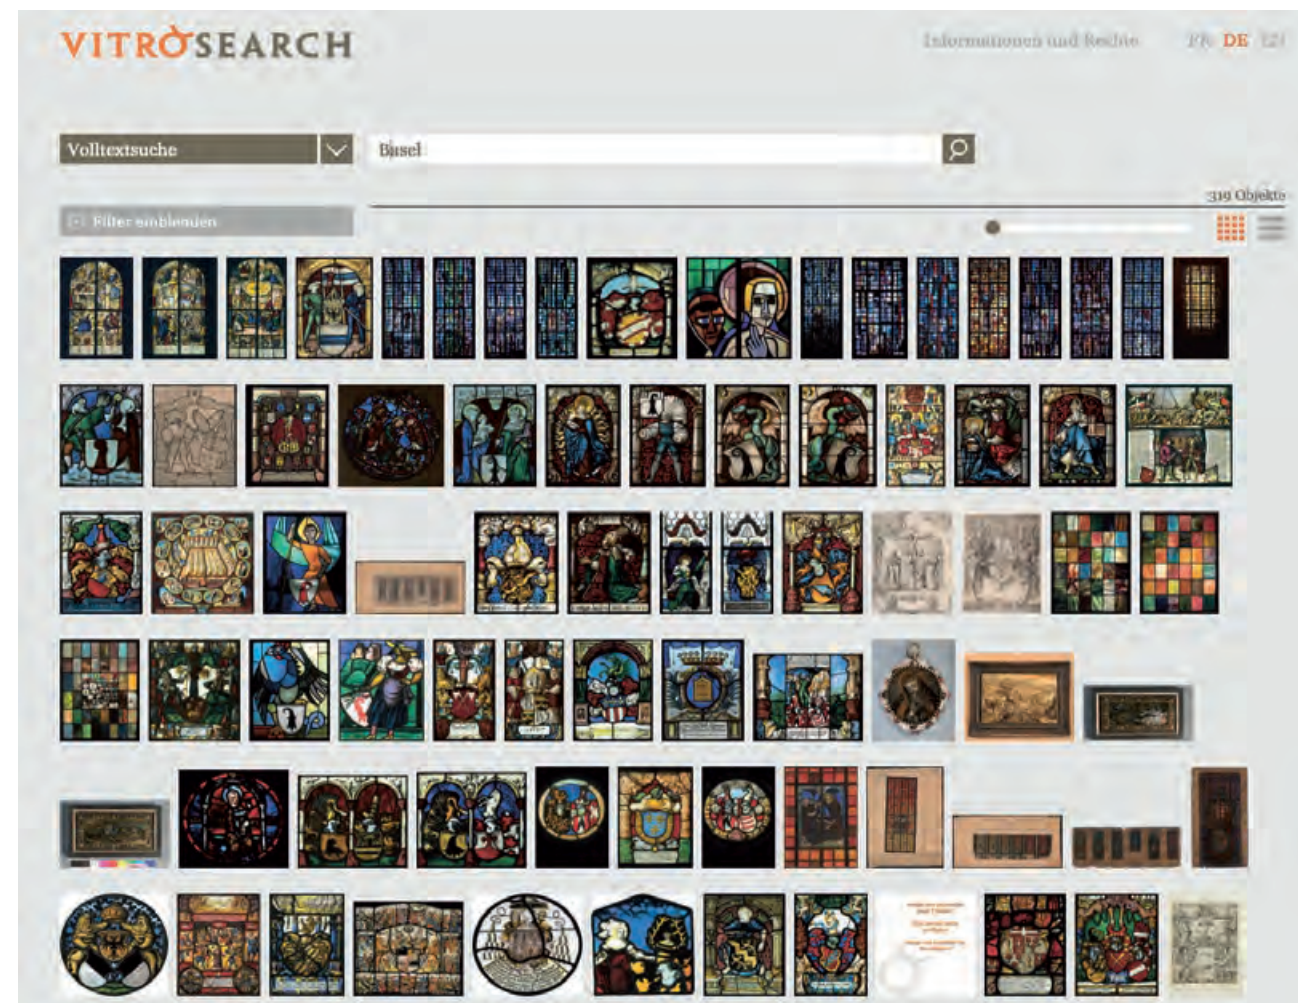 VITROSEARCH
Informationen und Rechte FR DE EN
Volltextsuche
Basel
319 Objekte
Filter einblenden